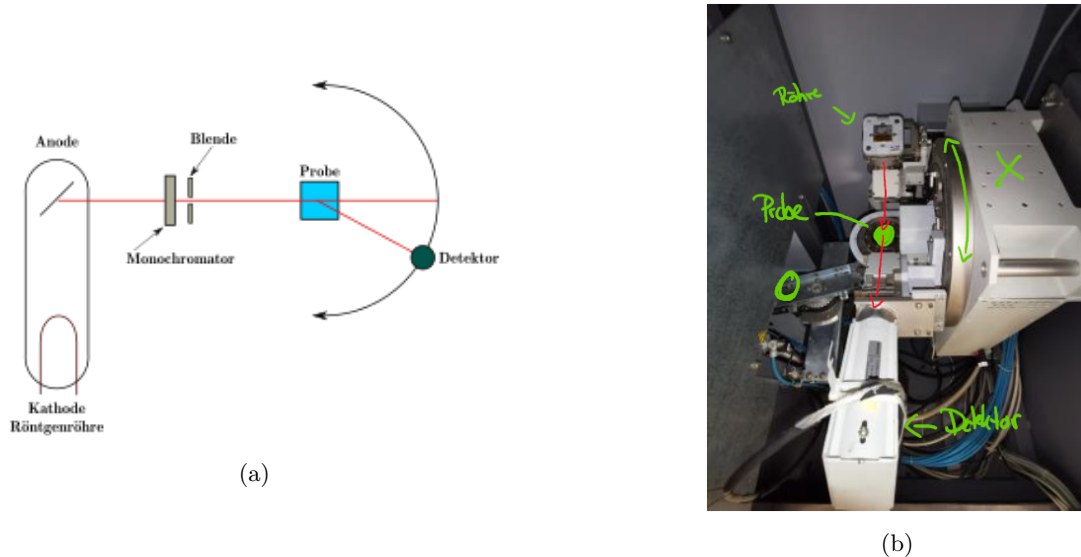 Anode
Blende
Probe
Monochromator
Detektor
Kathode
Röntgenröhre
(a)
Röhre
X
Probe
O
Detektor
(b)